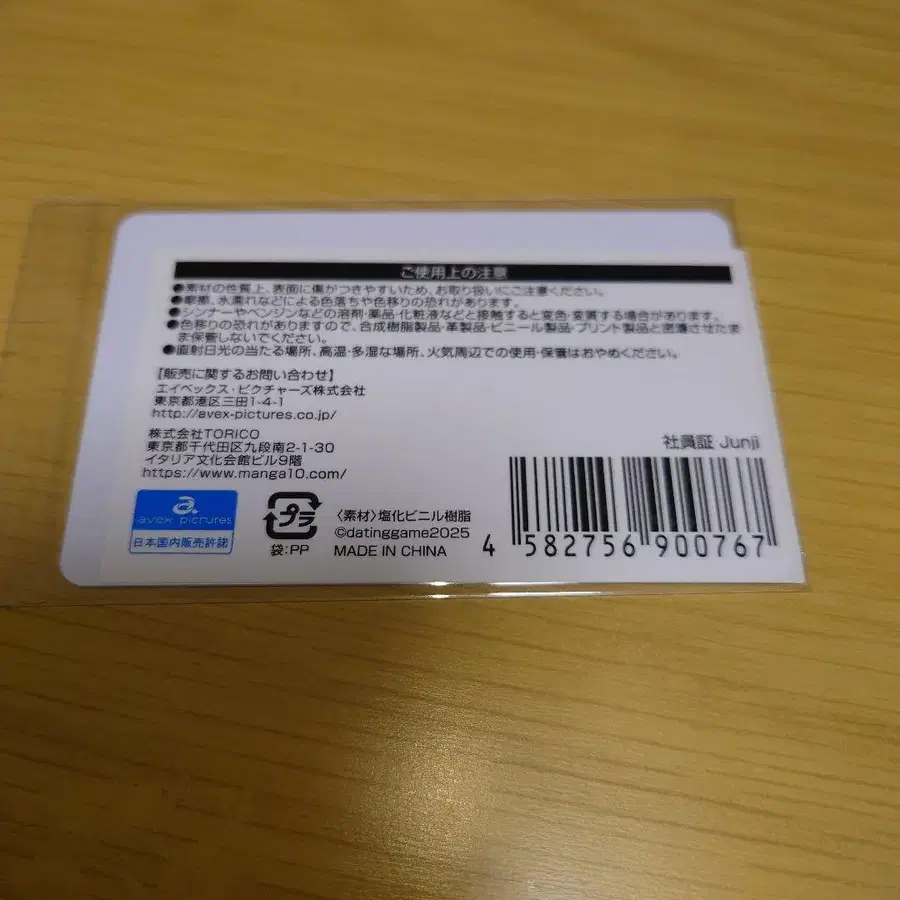 ご使用上の注意
●素材の性質上、表面に傷がつきやすいため、お取り扱いにご注意ください。
●摩擦、水濡れなどによる色落ちや色移りの恐れがあります。
●シンナーやベンジンなどの溶剤・薬品・化粧液などと接触すると変色・変質する場合があります。
●色移りの恐れがありますので、合成樹脂製品・革製品・ビニール製品・プリント製品と密着させたま
ま保管しないでください。
●直射日光の当たる場所、高温・多湿な場所、火気周辺での使用・保管はおやめください。
【販売に関するお問い合わせ】
エイベックス・ピクチャーズ株式会社
東京都港区三田1-4-1
http://avex-pictures.co.jp/
株式会社TORICO
東京都千代田区九段南2-1-30
イタリア文化会館ビル9階
https://www.manga10.com/
社員証 Junji
avex pictures
日本国内販売許諾
プラ
袋:PP
〈素材〉塩化ビニル樹脂
©datinggame2025
MADE IN CHINA
4 582756 900767